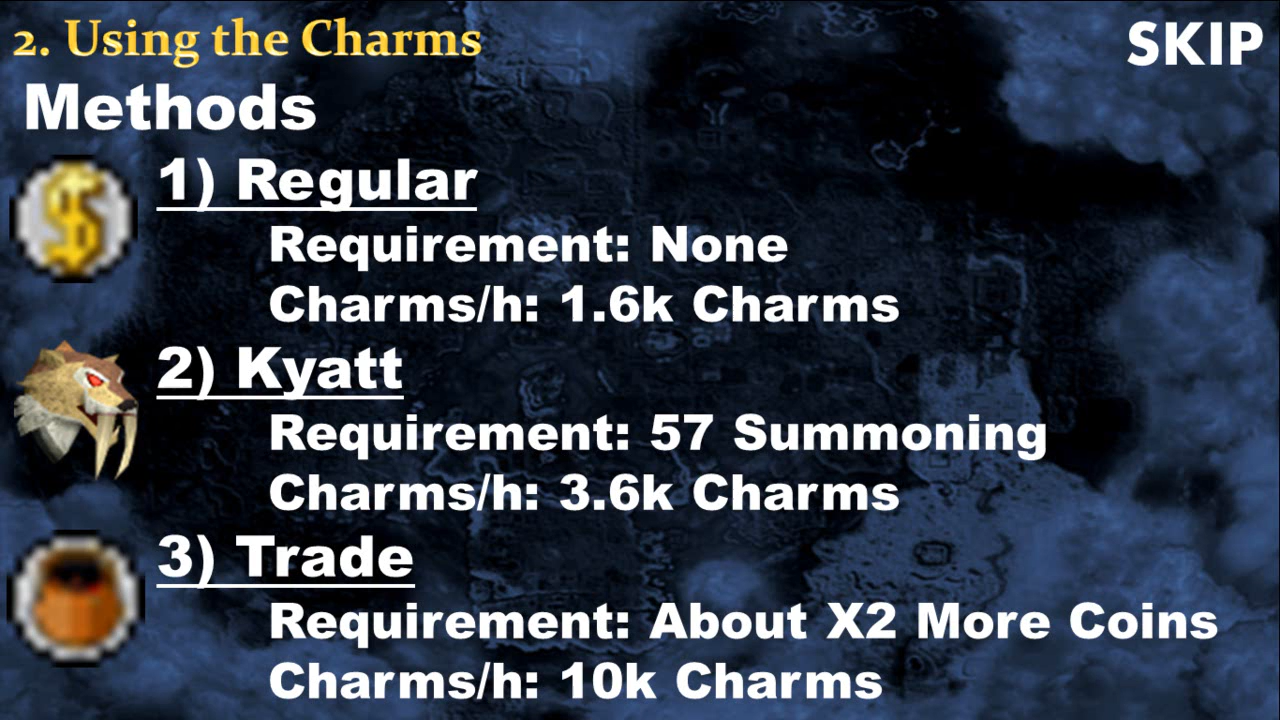 2. Using the Charms
SKIP
Methods
1) Regular
Requirement: None
Charms/h: 1.6k Charms
2) Kyatt
Requirement: 57 Summoning
Charms/h: 3.6k Charms
3) Trade
Requirement: About X2 More Coins
Charms/h: 10k Charms